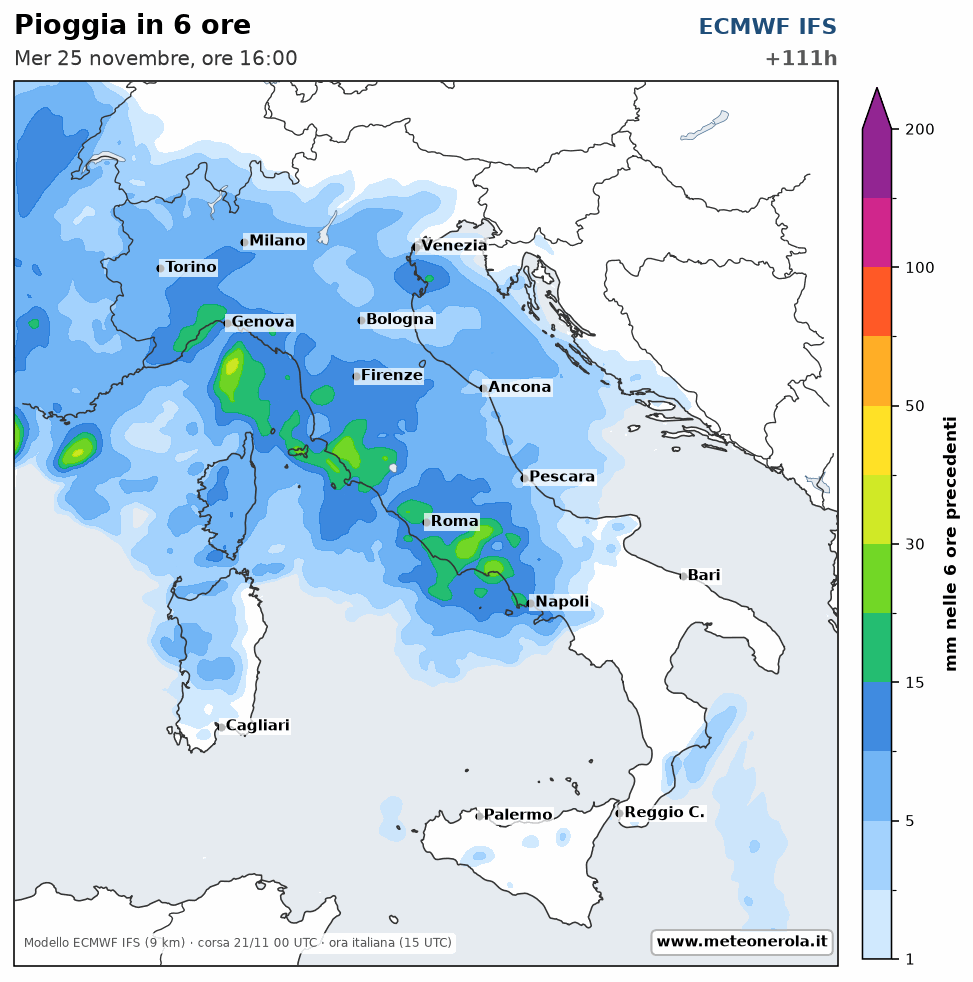 Pioggia in 6 ore
ECMWF IFS
Mer 25 novembre, ore 16:00
+111h
200
100
50
30
15
5
1
mm nelle 6 ore precedenti
Milano
Venezia
Torino
Genova
Bologna
Firenze
Ancona
Pescara
Roma
Bari
Napoli
Cagliari
Palermo
Reggio C.
Modello ECMWF IFS (9 km) · corsa 21/11 00 UTC · ora italiana (15 UTC)
www.meteonerola.it